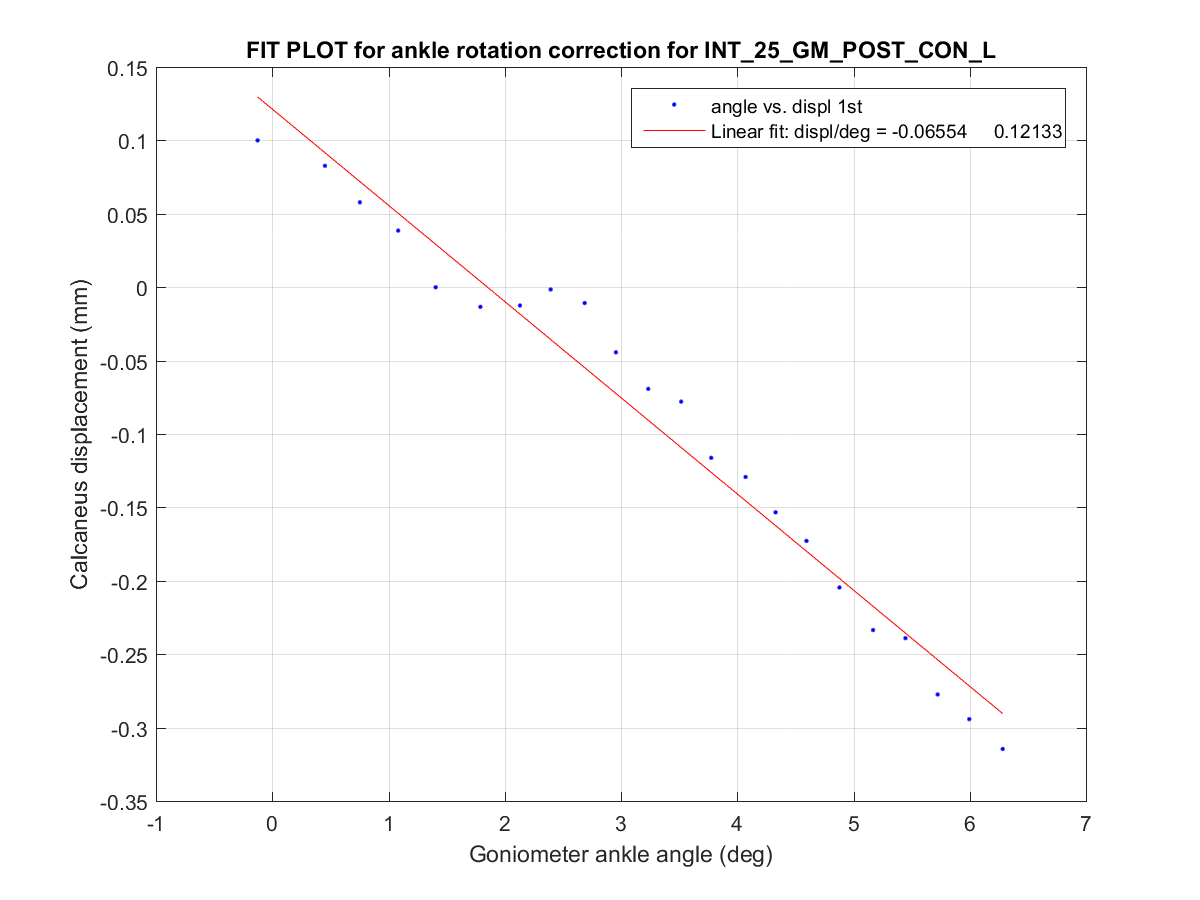 FIT PLOT for ankle rotation correction for INT_25_GM_POST_CON_L
angle vs. displ 1st
Linear fit: displ/deg = -0.06554 0.12133
0.15
0.1
0.05
0
-0.05
-0.1
-0.15
-0.2
-0.25
-0.3
-0.35
Calcaneus displacement (mm)
-1 0 1 2 3 4 5 6 7
Goniometer ankle angle (deg)